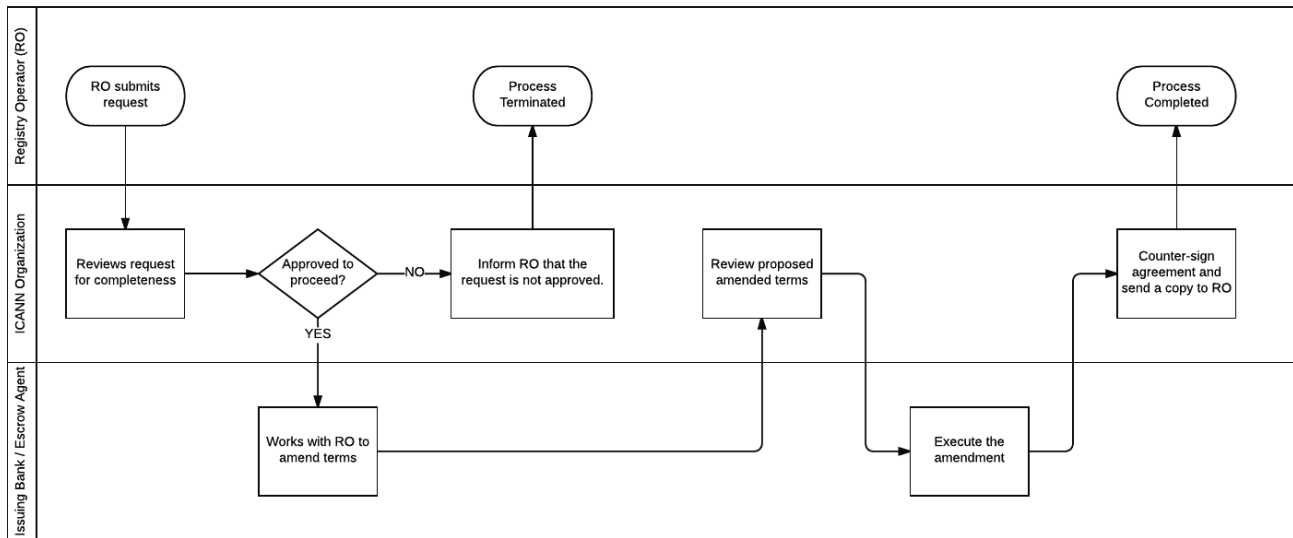 Registry Operator (RO)
RO submits
request
Process
Terminated
Process
Completed
ICANN Organization
Reviews request
for completeness
Approved to
proceed?
NO
YES
Inform RO that the
request is not approved.
Review proposed
amended terms
Counter-sign
agreement and
send a copy to RO
Issuing Bank / Escrow Agent
Works with RO to
amend terms
Execute the
amendment